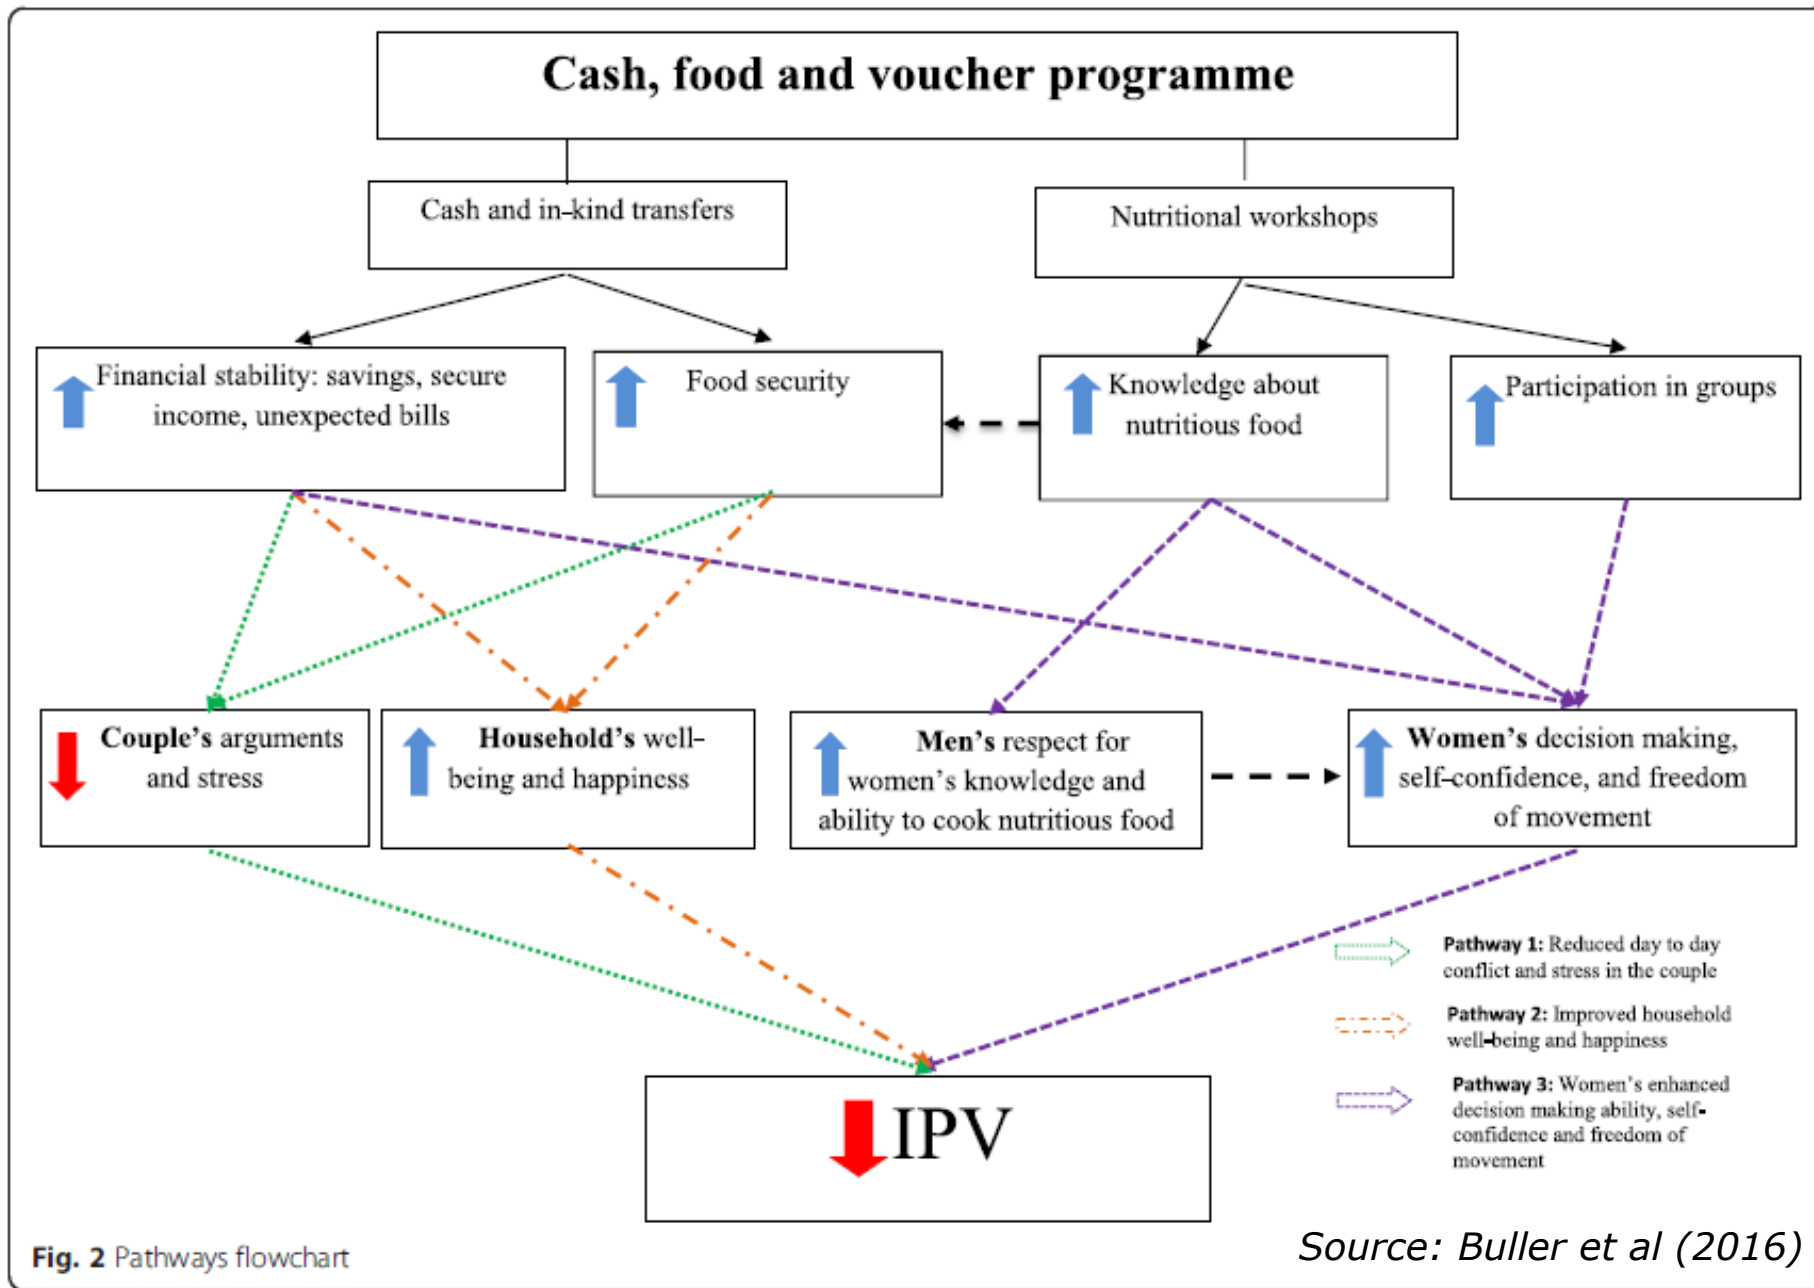 Cash, food and voucher programme
Cash and in-kind transfers
Nutritional workshops
Financial stability: savings, secure
income, unexpected bills
Food security
Knowledge about
nutritious food
Participation in groups
Couple's arguments
and stress
Household's well-
being and happiness
Men's respect for
women's knowledge and
ability to cook nutritious food
Women's decision making,
self-confidence, and freedom
of movement
Pathway 1: Reduced day to day
conflict and stress in the couple
Pathway 2: Improved household
well-being and happiness
Pathway 3: Women's enhanced
decision making ability, self-
confidence and freedom of
movement
IPV
Fig. 2 Pathways flowchart
Source: Buller et al (2016)